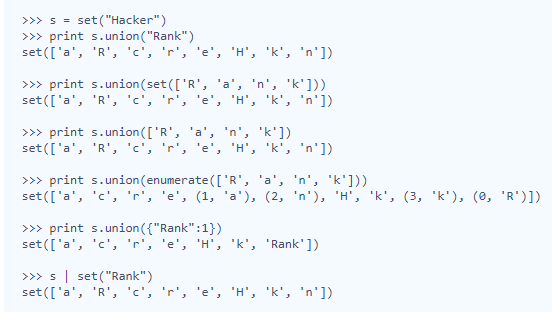 >>> s = set("Hacker")
>>> print s.union("Rank")
set(['a', 'R', 'c', 'r', 'e', 'H', 'k', 'n'])
>>> print s.union(set(['R', 'a', 'n', 'k']))
set(['a', 'R', 'c', 'r', 'e', 'H', 'k', 'n'])
>>> print s.union(['R', 'a', 'n', 'k'])
set(['a', 'R', 'c', 'r', 'e', 'H', 'k', 'n'])
>>> print s.union(enumerate(['R', 'a', 'n', 'k']))
set(['a', 'c', 'r', 'e', (1, 'a'), (2, 'n'), 'H', 'k', (3, 'k'), (0, 'R')])
>>> print s.union({"Rank":1})
set(['a', 'c', 'r', 'e', 'H', 'k', 'Rank'])
>>> s | set("Rank")
set(['a', 'R', 'c', 'r', 'e', 'H', 'k', 'n'])